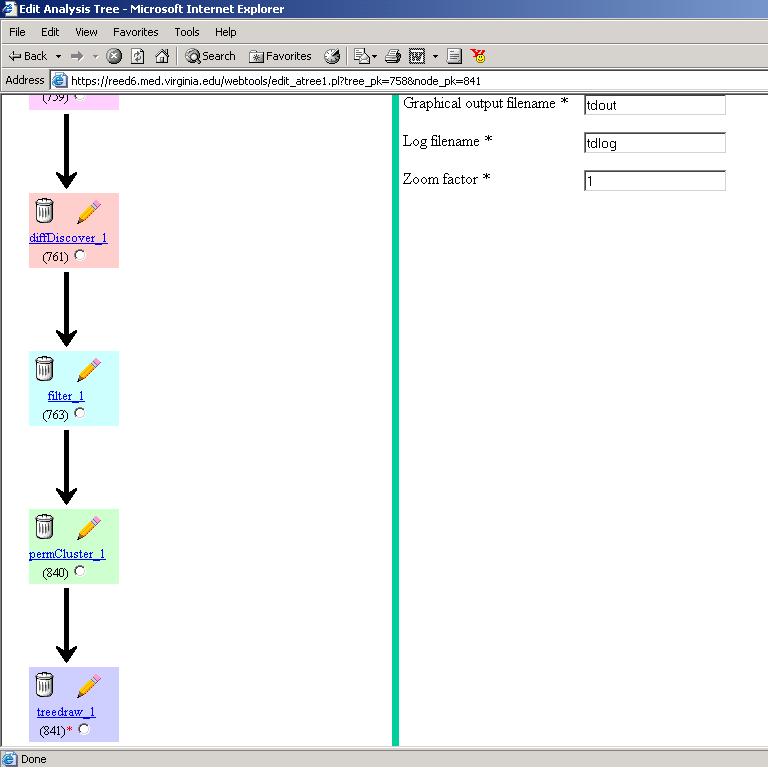 Edit Analysis Tree - Microsoft Internet Explorer
File Edit View Favorites Tools Help
Back Search Favorites
Address https://reed6.med.virginia.edu/webtools/edit_atree1.pl?tree_pk=758&node_pk=841
(759)
Graphical output filename * tdout
Log filename * tdlog
Zoom factor * 1
diffDiscover_1
(761)
filter_1
(763)
permCluster_1
(840)
treedraw_1
(841)*
Done